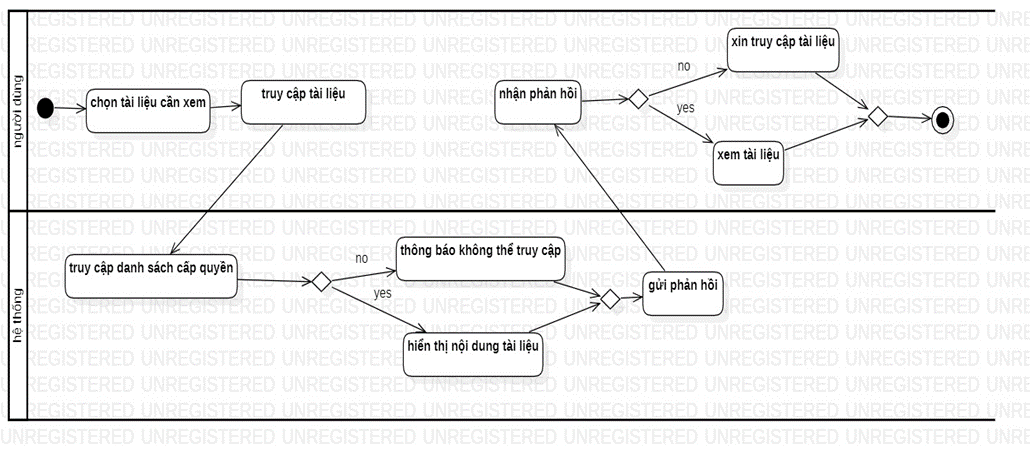 người dùng
chọn tài liệu cần xem
truy cập tài liệu
nhận phản hồi
no
yes
xin truy cập tài liệu
xem tài liệu
hệ thống
truy cập danh sách cấp quyền
no
yes
thông báo không thể truy cập
hiển thị nội dung tài liệu
gửi phản hồi
UNREGISTERED UNREGISTERED UNREGISTERED UNREGISTERED UNREGISTERED UNREGISTERED UNREGISTERED